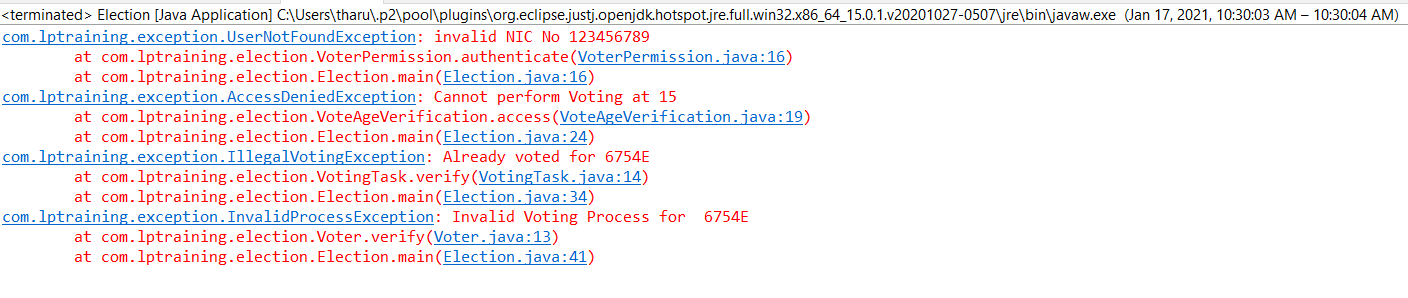 <terminated> Election [Java Application] C:\Users\tharu\.p2\pool\plugins\org.eclipse.justj.openjdk.hotspot.jre.full.win32.x86_64_15.0.1.v20201027-0507\jre\bin\javaw.exe (Jan 17, 2021, 10:30:03 AM – 10:30:04 AM)
com.lptraining.exception.UserNotFoundException: invalid NIC No 123456789
	at com.lptraining.election.VoterPermission.authenticate(VoterPermission.java:16)
	at com.lptraining.election.Election.main(Election.java:16)
com.lptraining.exception.AccessDeniedException: Cannot perform Voting at 15
	at com.lptraining.election.VoteAgeVerification.access(VoteAgeVerification.java:19)
	at com.lptraining.election.Election.main(Election.java:24)
com.lptraining.exception.IllegalVotingException: Already voted for 6754E
	at com.lptraining.election.VotingTask.verify(VotingTask.java:14)
	at com.lptraining.election.Election.main(Election.java:34)
com.lptraining.exception.InvalidProcessException: Invalid Voting Process for  6754E
	at com.lptraining.election.Voter.verify(Voter.java:13)
	at com.lptraining.election.Election.main(Election.java:41)